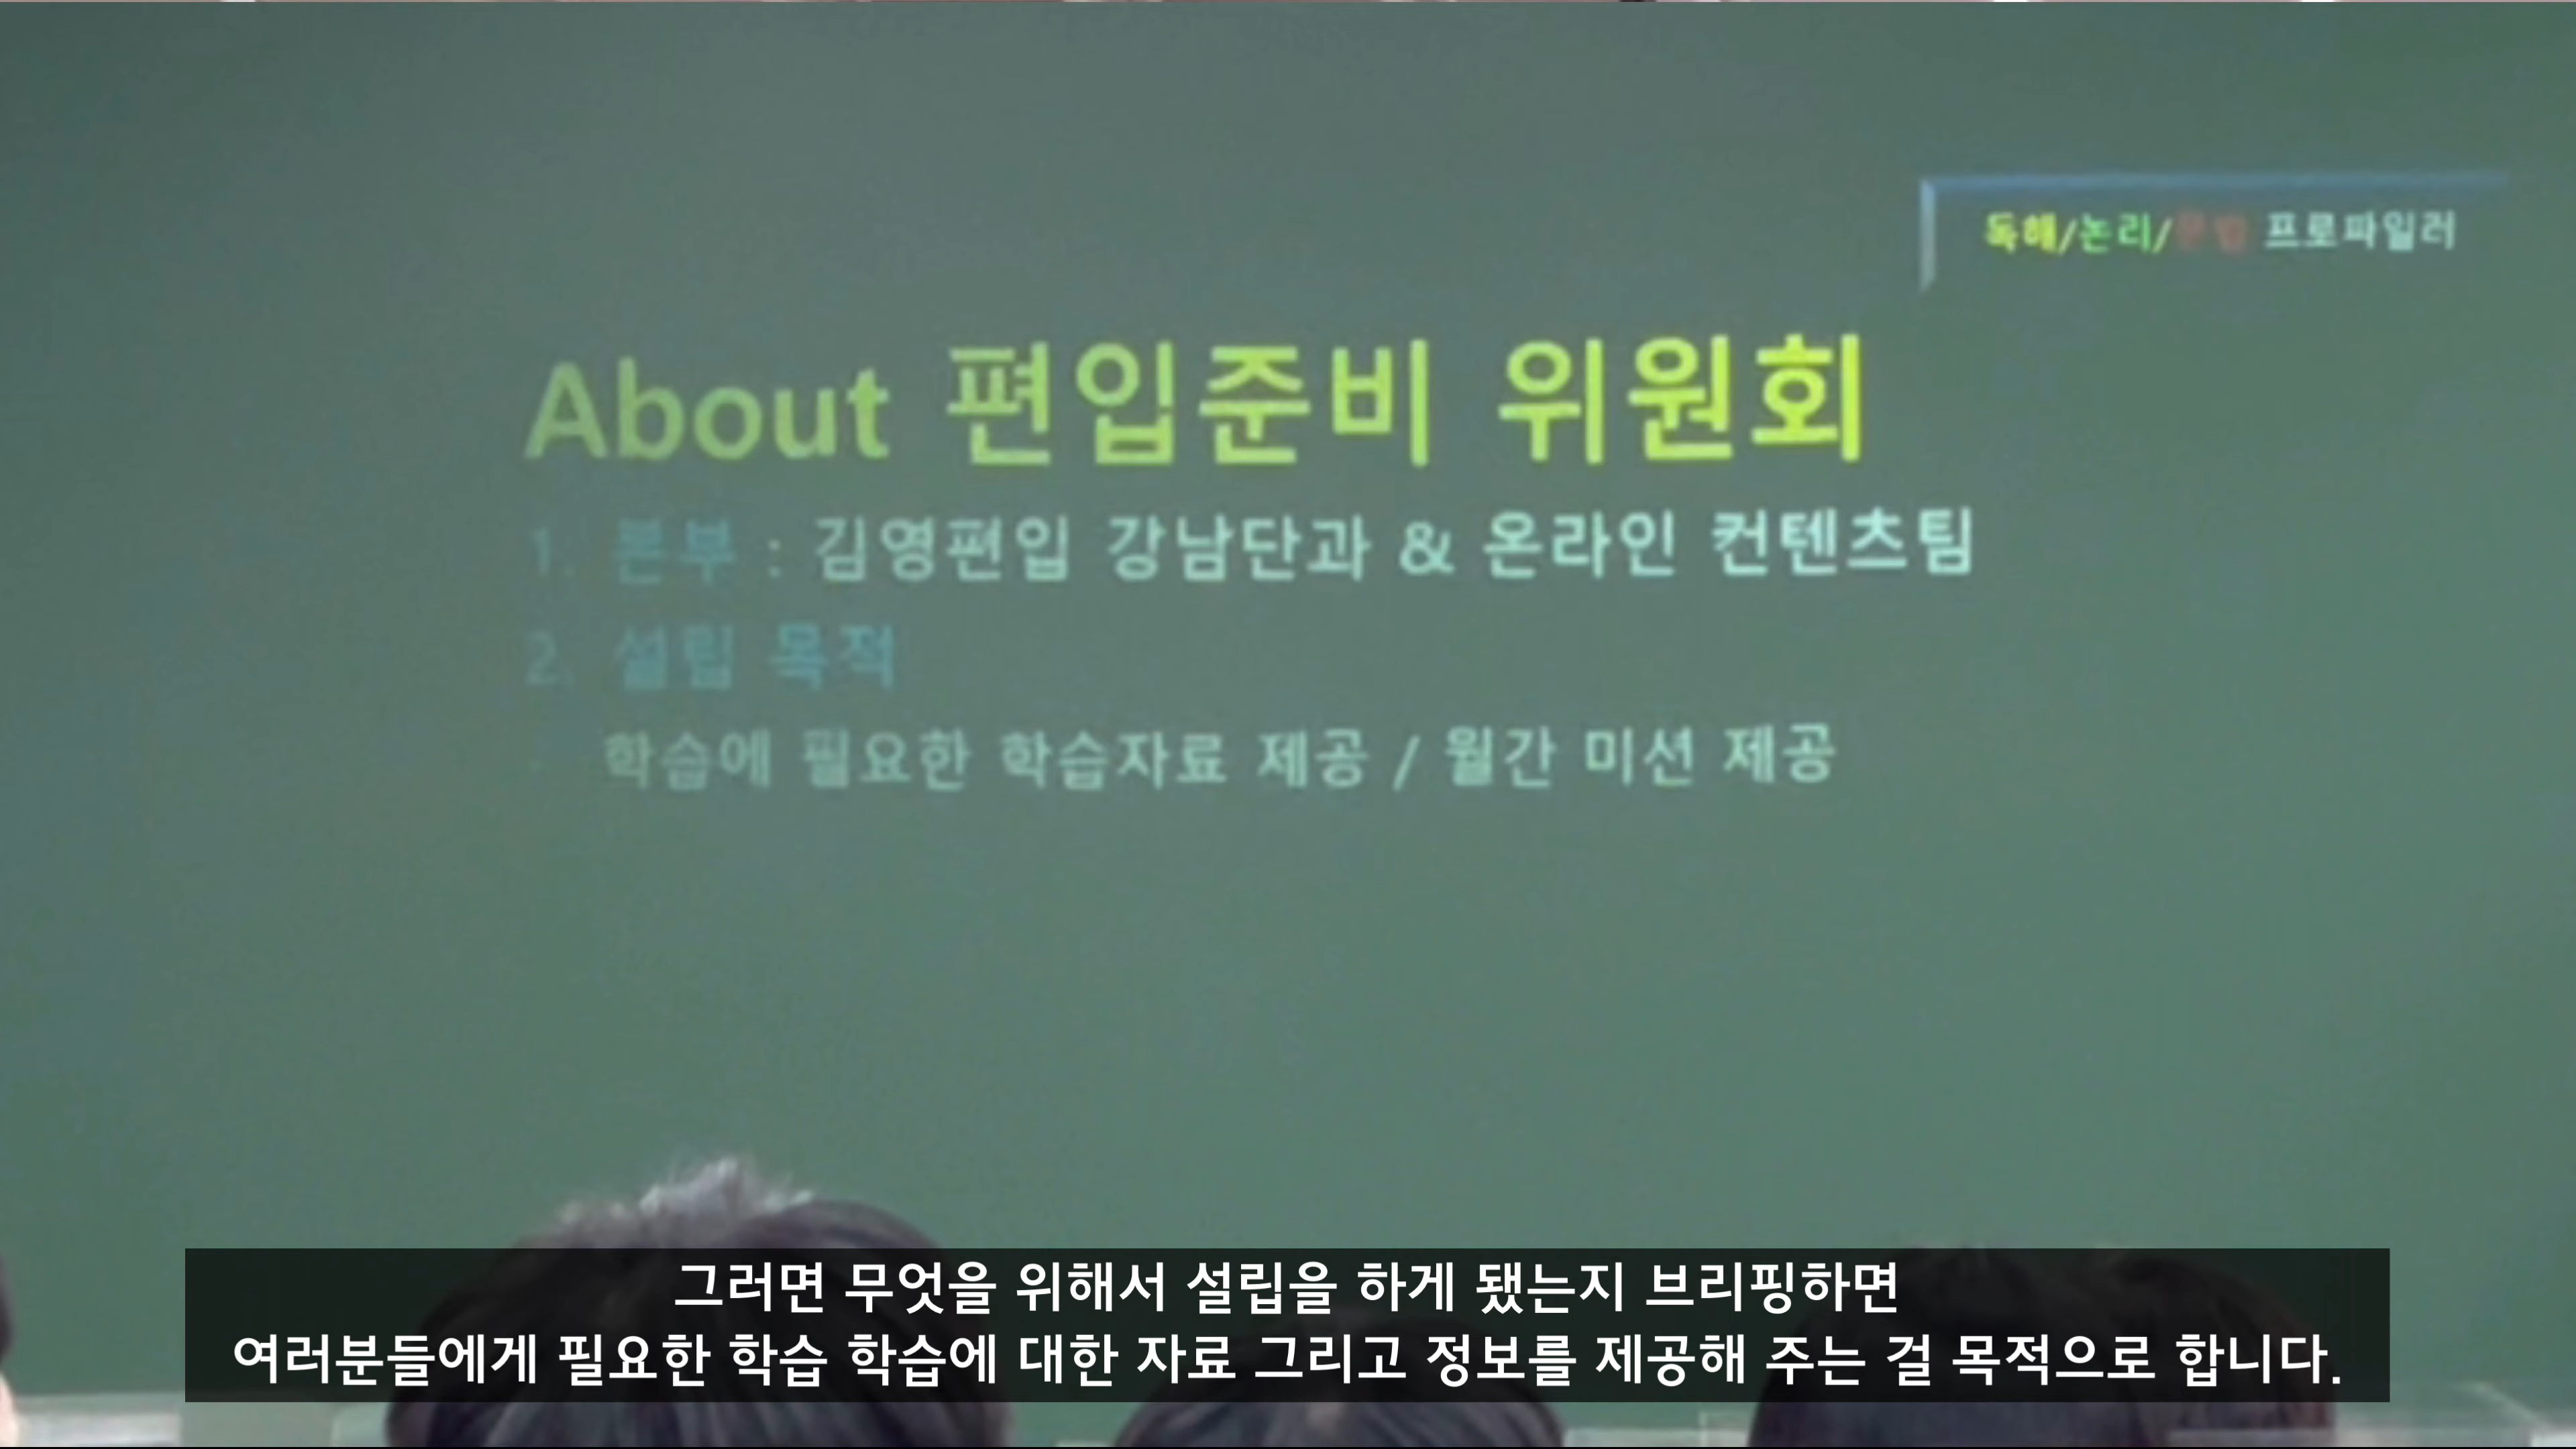 독해/논리/문법 프로파일러
About 편입준비 위원회
1. 본부 : 김영편입 강남단과 & 온라인 컨텐츠팀
2. 설립 목적
- 학습에 필요한 학습자료 제공 / 월간 미션 제공
그러면 무엇을 위해서 설립을 하게 됐는지 브리핑하면
여러분들에게 필요한 학습 학습에 대한 자료 그리고 정보를 제공해 주는 걸 목적으로 합니다.